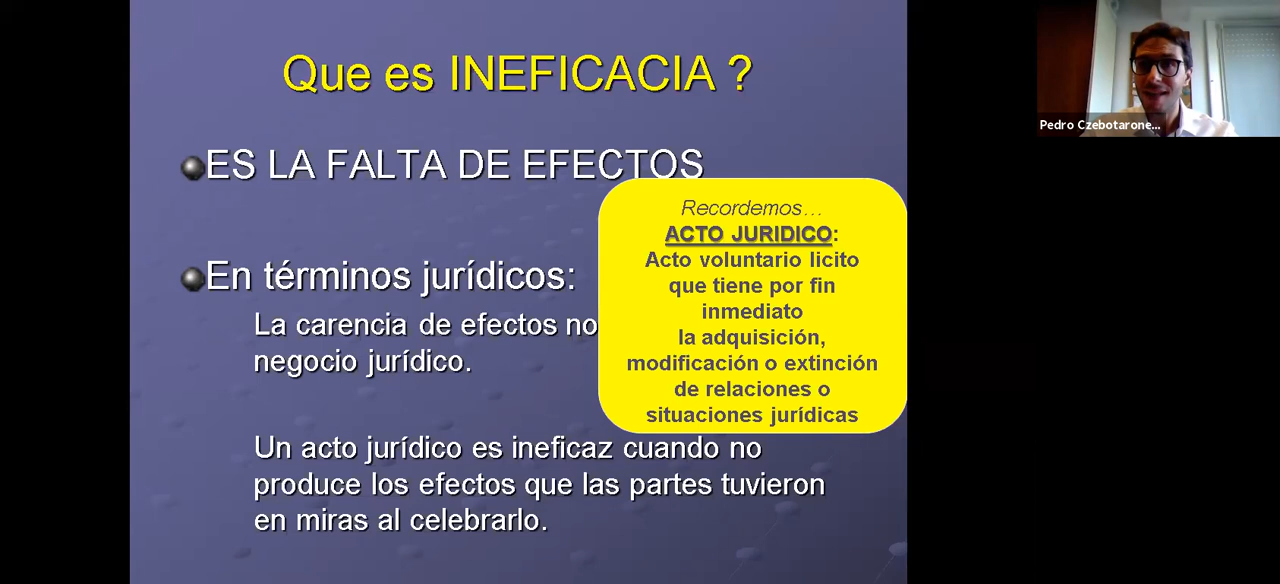 Que es INEFICACIA ?
ES LA FALTA DE EFECTOS
En términos jurídicos:
La carencia de efectos no
negocio jurídico.
Un acto jurídico es ineficaz cuando no
produce los efectos que las partes tuvieron
en miras al celebrarlo.
Recordemos…
ACTO JURIDICO:
Acto voluntario licito
que tiene por fin
inmediato
la adquisición,
modificación o extinción
de relaciones o
situaciones jurídicas
Pedro Czebotarone...